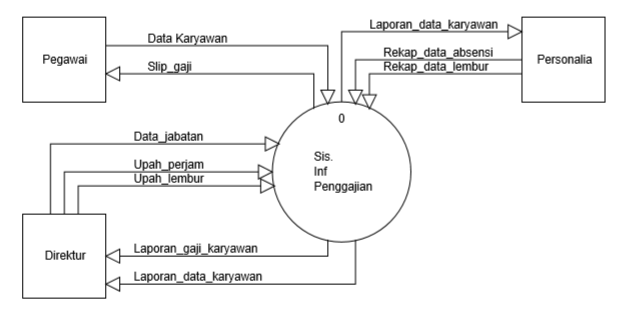 Laporan_data_karyawan
Data Karyawan
Pegawai
Slip_gaji
Rekap_data_absensi
Rekap_data_lembur
Personalia
0
Sis.
Inf
Penggajian
Data_jabatan
Upah_perjam
Upah_lembur
Direktur
Laporan_gaji_karyawan
Laporan_data_karyawan